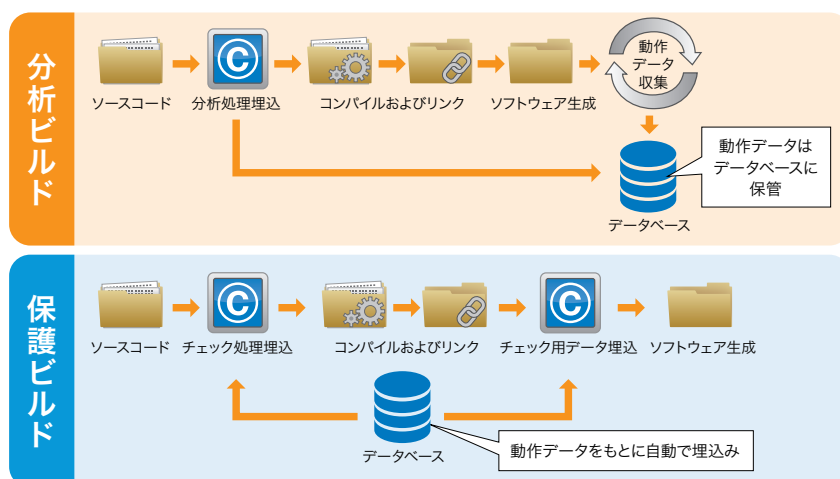 分析ビルド
ソースコード
分析処理埋込
コンパイルおよびリンク
ソフトウェア生成
動作
データ
収集
動作データは
データベースに
保管
データベース
保護ビルド
ソースコード
チェック処理埋込
コンパイルおよびリンク
チェック用データ埋込
ソフトウェア生成
データベース
動作データをもとに自動で埋込み